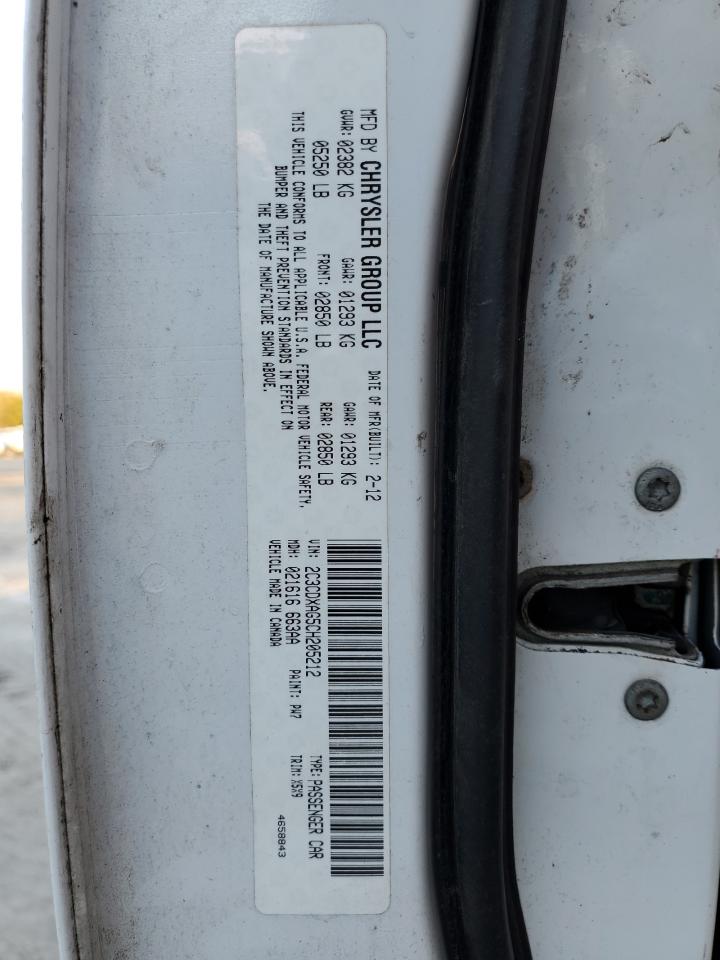 MFD BY CHRYSLER GROUP LLC DATE OF MFR(BUILT): 2-12
GVWR: 02382 KG GAWR: 01293 KG GAWR: 01293 KG
05250 LB FRONT: 02850 LB REAR: 02850 LB
THIS VEHICLE CONFORMS TO ALL APPLICABLE U.S.A. FEDERAL MOTOR VEHICLE SAFETY,
BUMPER AND THEFT PREVENTION STANDARDS IN EFFECT ON
THE DATE OF MANUFACTURE SHOWN ABOVE.
VIN: 2C3CDXAG5CH205212 TYPE: PASSENGER CAR
MDH: 021616 663AA PAINT: PW7 TRIM: X5X9
VEHICLE MADE IN CANADA 4658843